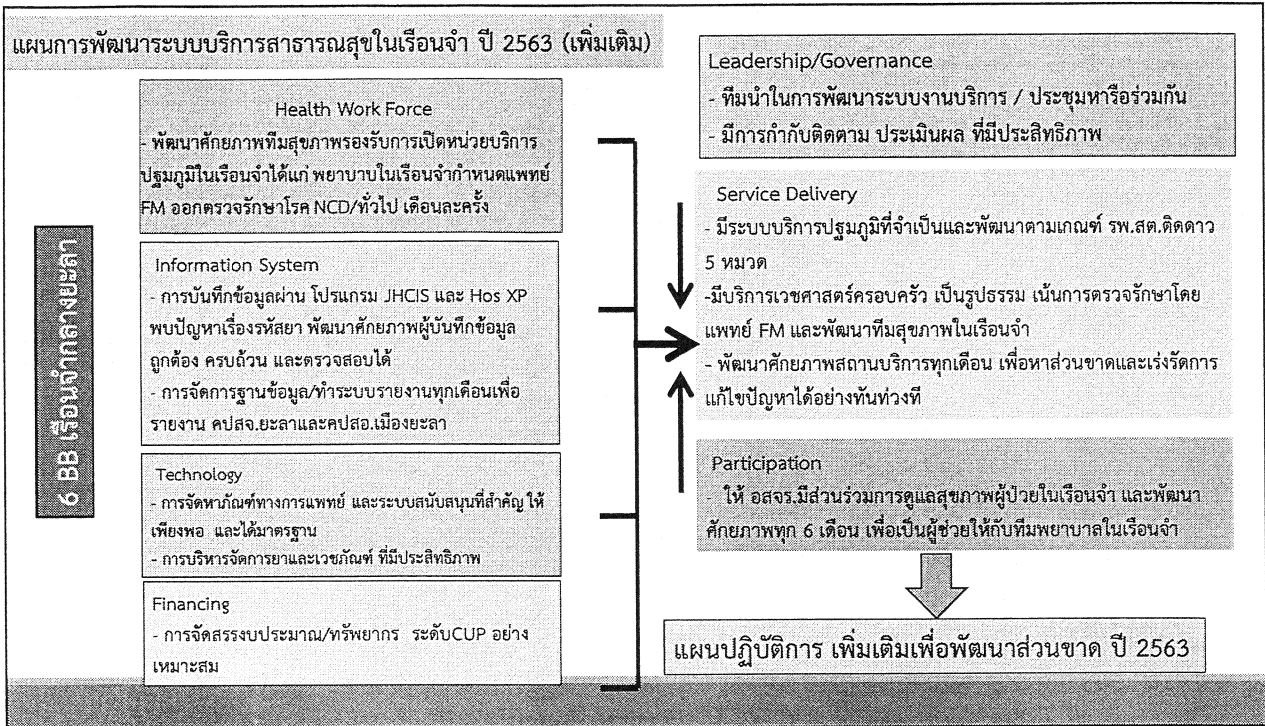 แผนการพัฒนาระบบบริการสาธารณสุขในเรือนจำ ปี 2563 (เพิ่มเติม)
6 BB เรือนจำกลางยะลา
Health Work Force
- พัฒนาศักยภาพทีมสุขภาพรองรับการเปิดหน่วยบริการ
ปฐมภูมิในเรือนจำได้แก่ พยาบาบในเรือนจำกำหนดแพทย์
FM ออกตรวจรักษาโรค NCD/ทั่วไป เดือนละครั้ง
Information System
- การบันทึกข้อมูลผ่าน โปรแกรม JHCIS และ Hos XP
พบปัญหาเรื่องรหัสยา พัฒนาศักยภาพผู้บันทึกข้อมูล
ถูกต้อง ครบถ้วน และตรวจสอบได้
- การจัดการฐานข้อมูล/ทำระบบรายงานทุกเดือนเพื่อ
รายงาน คปสจ.ยะลาและคปสอ.เมืองยะลา
Technology
- การจัดหาภัณฑ์ทางการแพทย์ และระบบสนับสนุนที่สำคัญ ให้
เพียงพอ และได้มาตรฐาน
- การบริหารจัดการยาและเวชภัณฑ์ ที่มีประสิทธิภาพ
Financing
- การจัดสรรงบประมาณ/ทรัพยากร ระดับCUP อย่าง
เหมาะสม
Leadership/Governance
- ทีมนำในการพัฒนาระบบงานบริการ / ประชุมหารือร่วมกัน
- มีการกำกับติดตาม ประเมินผล ที่มีประสิทธิภาพ
Service Delivery
- มีระบบบริการปฐมภูมิที่จำเป็นและพัฒนาตามเกณฑ์ รพ.สต.ติดดาว
5 หมวด
-มีบริการเวชศาสตร์ครอบครัว เป็นรูปธรรม เน้นการตรวจรักษาโดย
แพทย์ FM และพัฒนาทีมสุขภาพในเรือนจำ
- พัฒนาศักยภาพสถานบริการทุกเดือน เพื่อหาส่วนขาดและเร่งรัดการ
แก้ไขปัญหาได้อย่างทันท่วงที
Participation
- ให้ อสจร.มีส่วนร่วมการดูแลสุขภาพผู้ป่วยในเรือนจำ และพัฒนา
ศักยภาพทุก 6 เดือน เพื่อเป็นผู้ช่วยให้กับทีมพยาบาลในเรือนจำ
แผนปฏิบัติการ เพิ่มเติมเพื่อพัฒนาส่วนขาด ปี 2563